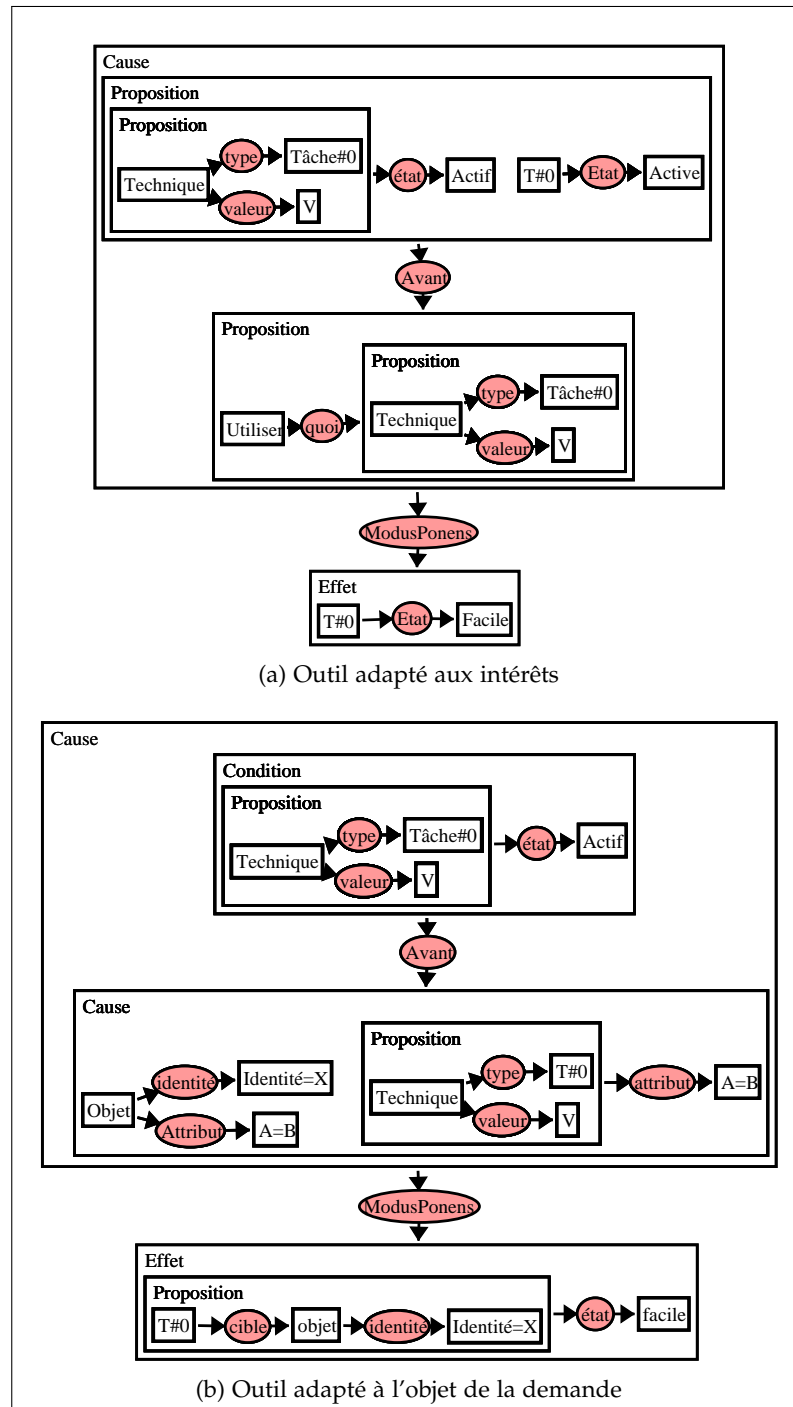 Cause
Proposition
Proposition
type Tâche#0
Technique état Actif T#0 Etat Active
valeur V
Avant
Proposition
Proposition
type Tâche#0
Utiliser quoi Technique
valeur V
ModusPonens
Effet
T#0 Etat Facile
(a) Outil adapté aux intérêts
Cause
Condition
Proposition
type Tâche#0
Technique état Actif
valeur V
Avant
Cause
Proposition
identité Identité=X type T#0
Objet Technique attribut A=B
Attribut A=B valeur V
ModusPonens
Effet
Proposition
T#0 cible objet identité Identité=X état facile
(b) Outil adapté à l'objet de la demande